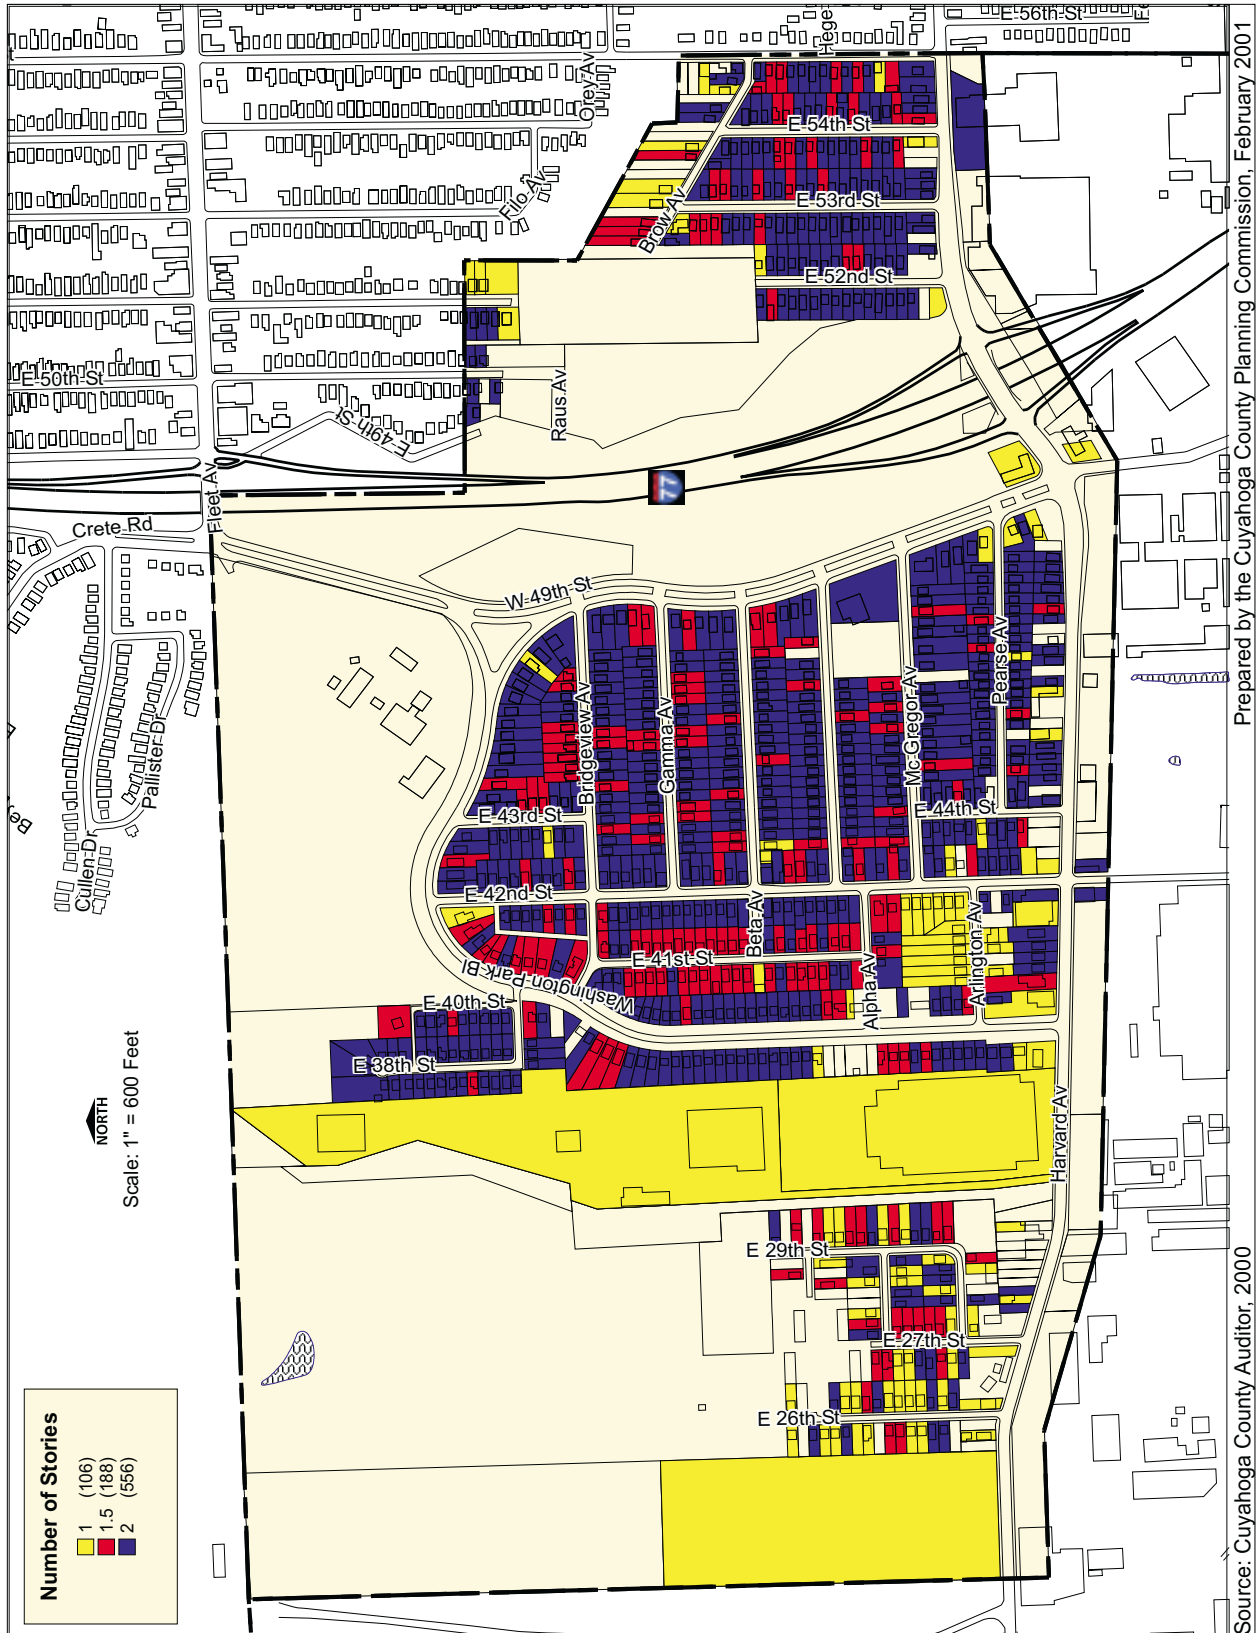 E 56th St
Hege
Orey Av
E 54th St
Filo Av
E 53rd St
Brow Av
E 52nd St
E 50th St
Raus Av
E 49th St
77
Fleet Av
Crete Rd
W 49th St
Pearse Av
Mc Gregor Av
Bridgeview Av
Gamma Av
Pallister Dr
E 43rd St
E 44th St
Cullen Dr
E 42nd St
Beta Av
Arlington Av
E 41st St
Washington Park Bl
Alpha Av
E 40th St
E 38th St
Harvard Av
NORTH
Scale: 1" = 600 Feet
E 29th St
E 27th St
E 26th St
Number of Stories
1 (106)
1.5 (188)
2 (556)
Source: Cuyahoga County Auditor, 2000
Prepared by the Cuyahoga County Planning Commission, February 2001